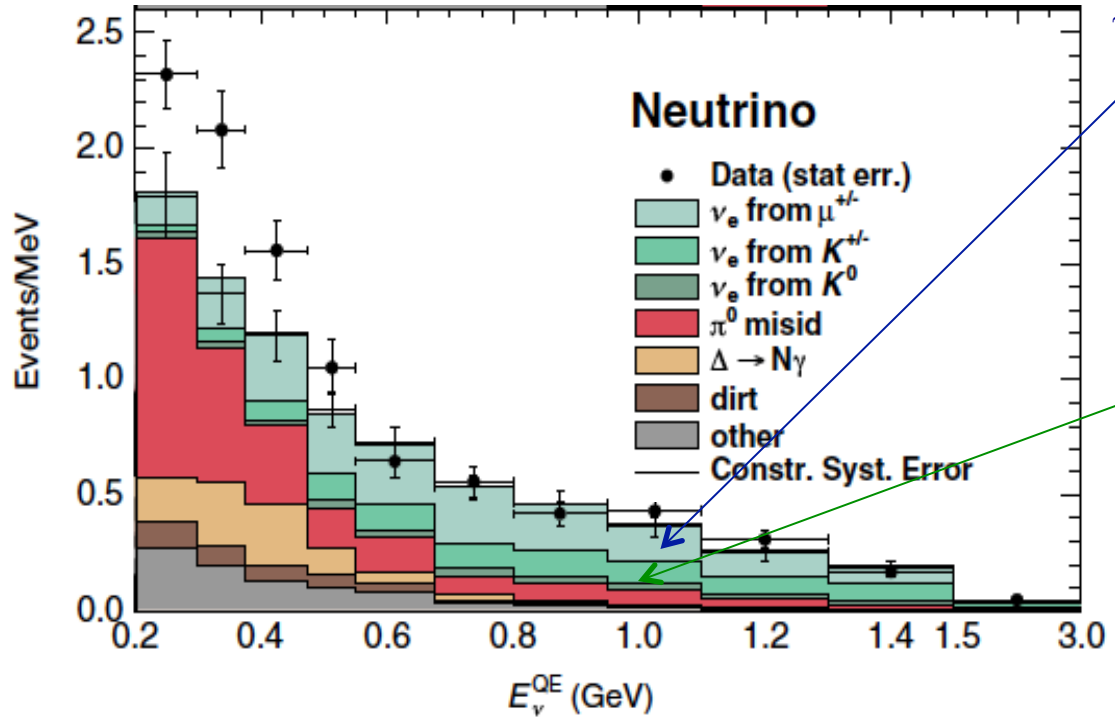 2.5
2.0
1.5
1.0
0.5
0.0
Events/MeV
Neutrino
Data (stat err.)
νe from μ+/-
νe from K+/-
νe from K0
π0 misid
Δ → Nγ
dirt
other
Constr. Syst. Error
0.2 0.4 0.6 0.8 1.0 1.2 1.4 1.5 3.0
EνQE (GeV)